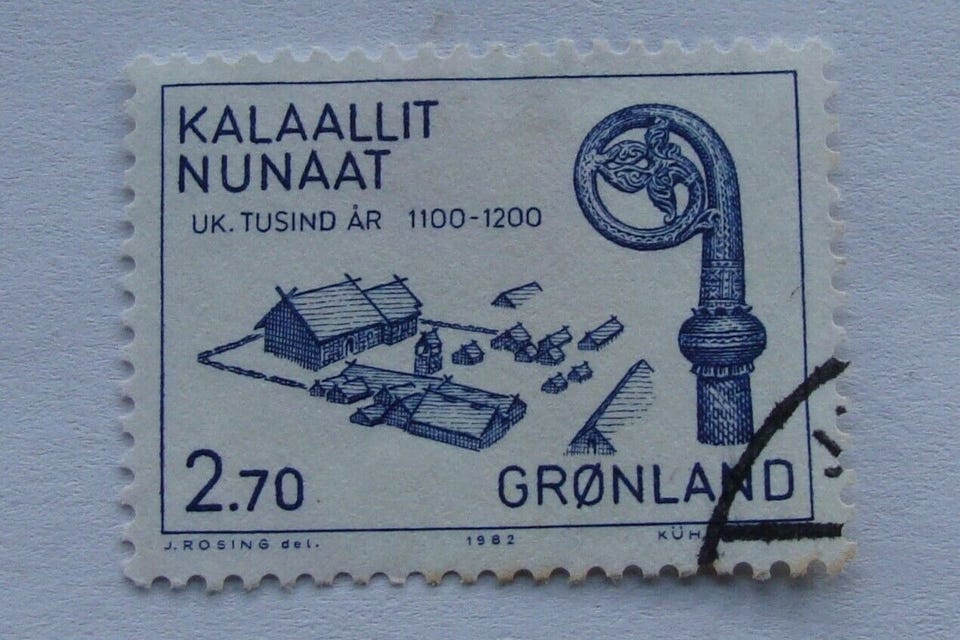 KALAALLIT
NUNAAT
UK. TUSIND ÅR 1100-1200
2.70 GRØNLAND
J. ROSING del. 1982